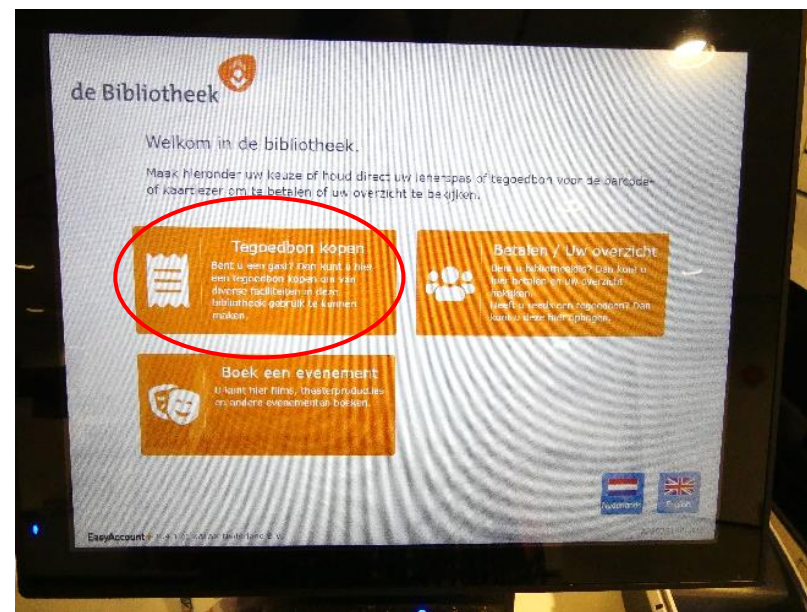 de Bibliotheek
Welkom in de bibliotheek.
Maak hieronder uw keuze of houd direct uw lenerspas of tegoedbon voor de barcode-
of kaartlezer om te betalen of uw overzicht te bekijken.
Tegoedbon kopen
Bent u een gast? Dan kunt u hier
een tegoedbon kopen om van
diverse faciliteiten in deze
bibliotheek gebruik te kunnen
maken.
Betalen / Uw overzicht
Bent u bibliotheeklid? Dan kunt u
hier betalen en uw overzicht
bekijken.
Heeft u reeds een tegoedbon? Dan
kunt u deze hier
Boek een evenement
U kunt hier films, theaterproducties
en andere evenementen boeken.
Nederlands
English
EasyAccount+
Nederland B.V.